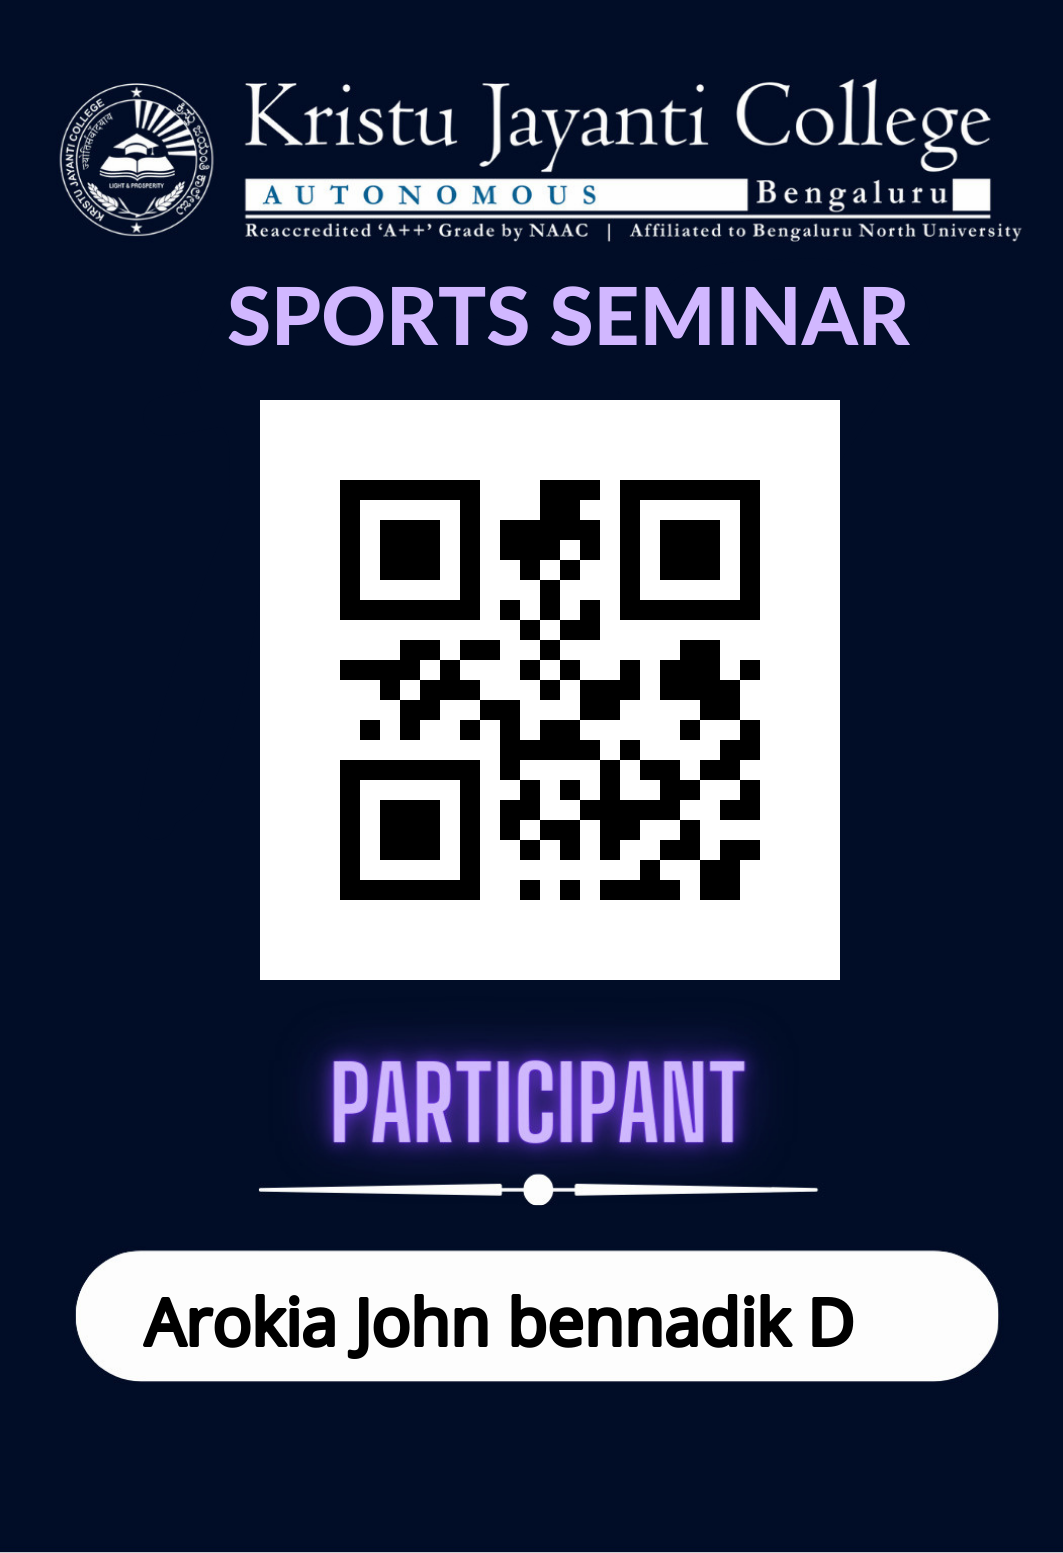 KRISTU JAYANTI COLLEGE
LIGHT & PROSPERITY
Kristu Jayanti College
AUTONOMOUS Bengaluru
Reaccredited ‘A++’ Grade by NAAC | Affiliated to Bengaluru North University
SPORTS SEMINAR
PARTICIPANT
Arokia John bennadik D